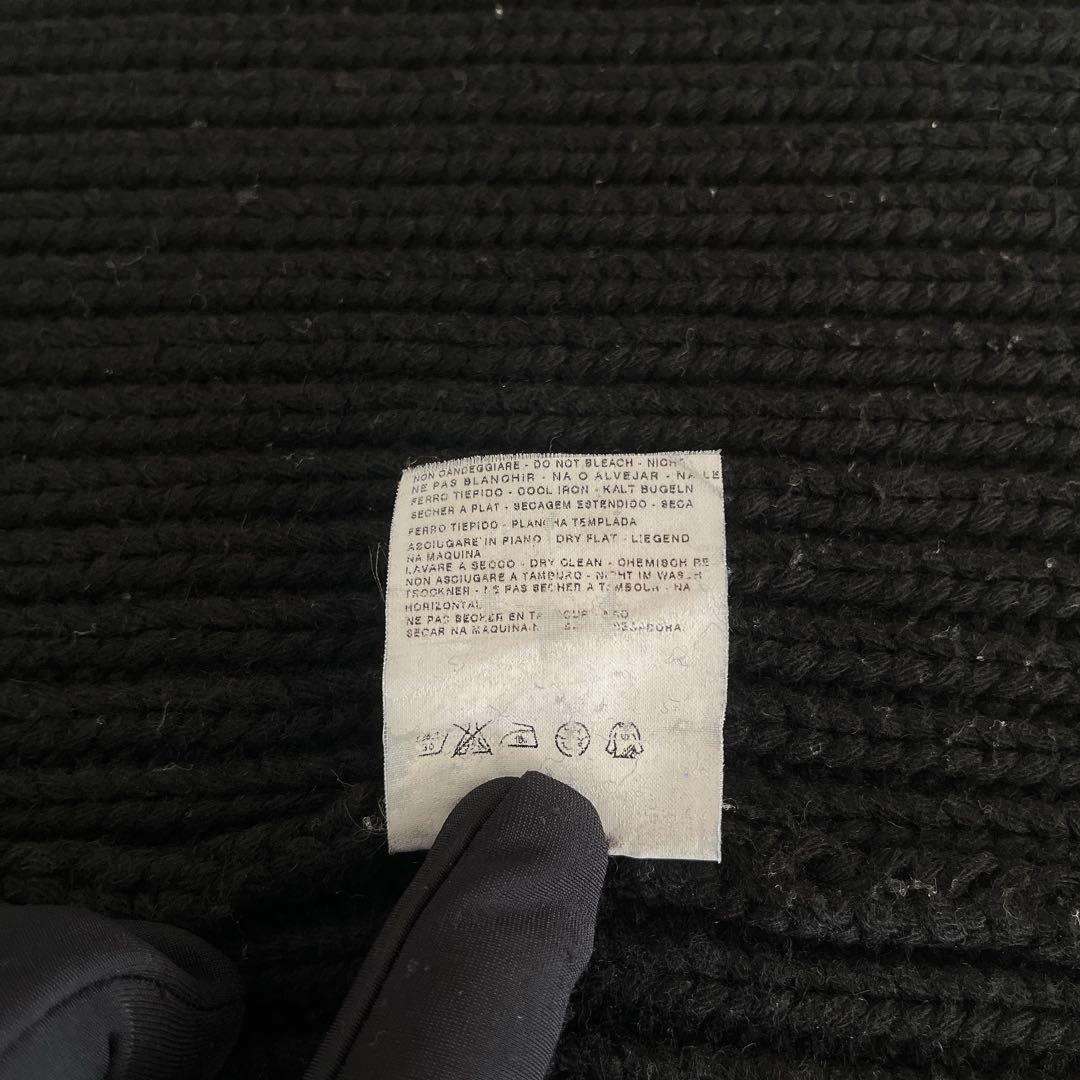 NON CANDEGGIARE - DO NOT BLEACH - NICH
NE PAS BLANCHIR - NA O ALVEJAR - NA LE
FERRO TIEPIDO - COOL IRON - KALT BUGELN
SECHER A PLAT - SECAGEM ESTENDIDO - SECA
FERRO TIEPIDO - PLANCHA TEMPLADA
ASCIUGARE IN PIANO DRY FLAT - LIEGEND
NA MAQUINA
LAVARE A SECCO - DRY CLEAN - CHEMISCH RE
NON ASCIUGARE A TAMBURO - NICHT IM WASH
TROCKNER - NE PAS SECHER A TAMBOUR - NA
HORIZONTAL
NE PAS SECHER EN
SECAR NA MAQUINA
30